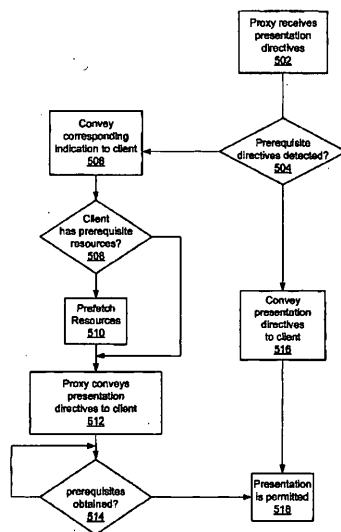 Proxy receives
presentation
directives
502
Prerequisite
directives detected?
504
Convey
corresponding
indication to client
506
Client
has prerequisite
resources?
508
Prefetch
Resources
510
Proxy conveys
presentation
directives to client
512
prerequisites
obtained?
514
Convey
presentation
directives
to client
516
Presentation
is permitted
518